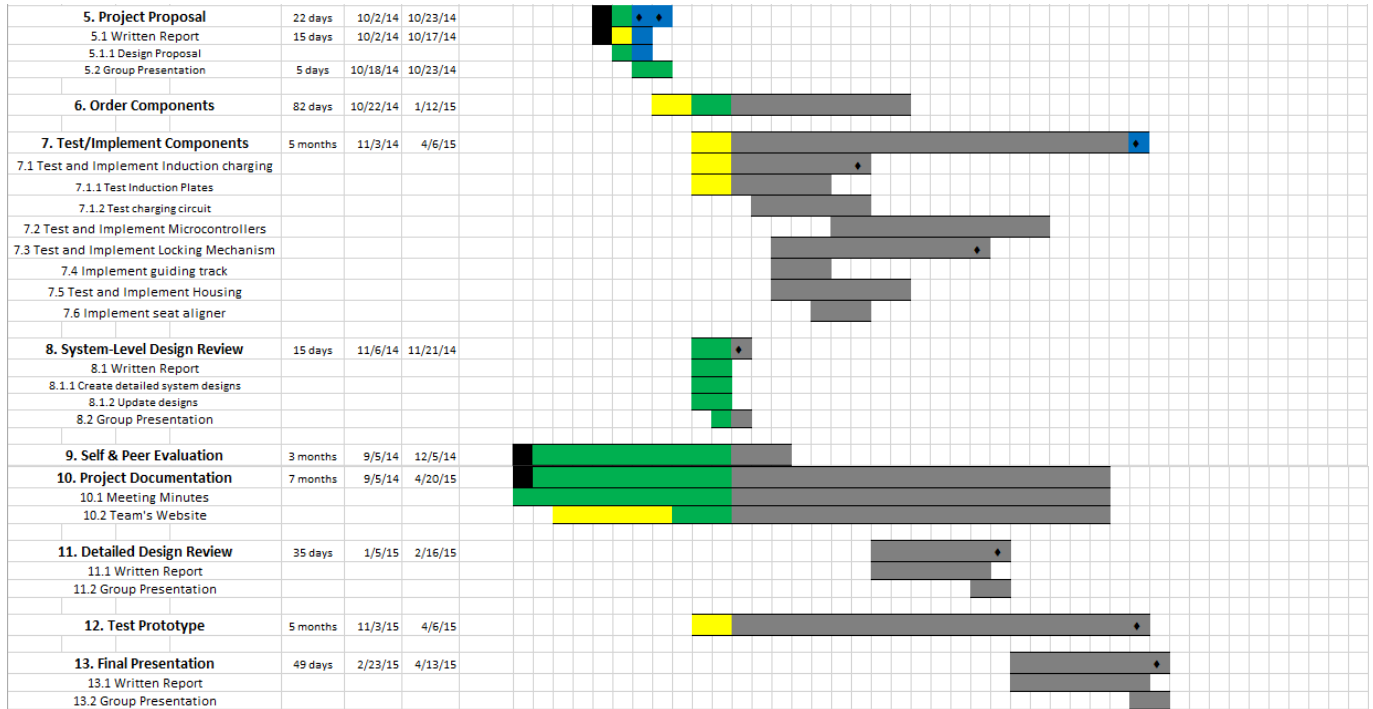 5. Project Proposal 22 days 10/2/14 10/23/14
5.1 Written Report 15 days 10/2/14 10/17/14
5.1.1 Design Proposal
5.2 Group Presentation 5 days 10/18/14 10/23/14
6. Order Components 82 days 10/22/14 1/12/15
7. Test/Implement Components 5 months 11/3/14 4/6/15
7.1 Test and Implement Induction charging
7.1.1 Test Induction Plates
7.1.2 Test charging circuit
7.2 Test and Implement Microcontrollers
7.3 Test and Implement Locking Mechanism
7.4 Implement guiding track
7.5 Test and Implement Housing
7.6 Implement seat aligner
8. System-Level Design Review 15 days 11/6/14 11/21/14
8.1 Written Report
8.1.1 Create detailed system designs
8.1.2 Update designs
8.2 Group Presentation
9. Self & Peer Evaluation 3 months 9/5/14 12/5/14
10. Project Documentation 7 months 9/5/14 4/20/15
10.1 Meeting Minutes
10.2 Team's Website
11. Detailed Design Review 35 days 1/5/15 2/16/15
11.1 Written Report
11.2 Group Presentation
12. Test Prototype 5 months 11/3/15 4/6/15
13. Final Presentation 49 days 2/23/15 4/13/15
13.1 Written Report
13.2 Group Presentation